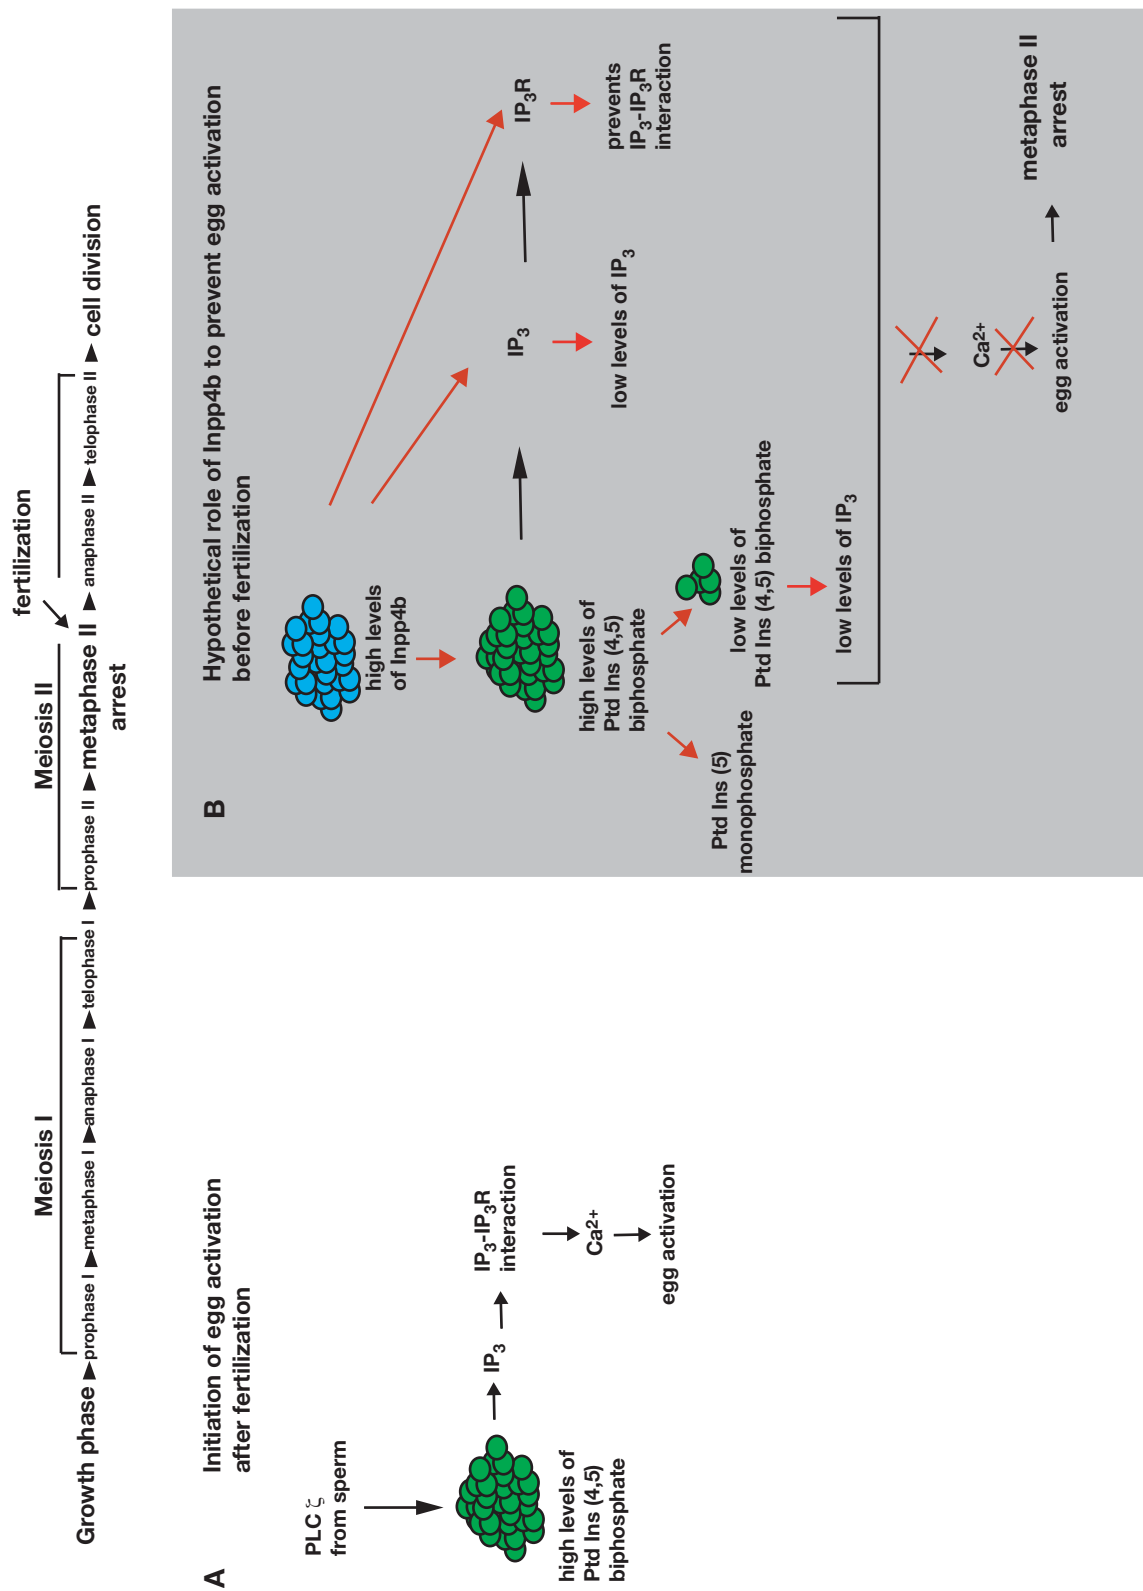 fertilization
Meiosis I
Meiosis II
Growth phase prophase I metaphase I anaphase I telophase I prophase II metaphase II anaphase II telophase II cell division
arrest
A
Initiation of egg activation
after fertilization
PLC ζ
from sperm
high levels of
Ptd Ins (4,5)
biphosphate
IP3
IP3-IP3R
interaction
Ca2+
egg activation
B
Hypothetical role of Inpp4b to prevent egg activation
before fertilization
high levels
of Inpp4b
high levels of
Ptd Ins (4,5)
biphosphate
IP3
IP3R
low levels of IP3
prevents
IP3-IP3R
interaction
Ptd Ins (5)
monophosphate
low levels of
Ptd Ins (4,5) biphosphate
low levels of IP3
Ca2+
egg activation
metaphase II
arrest